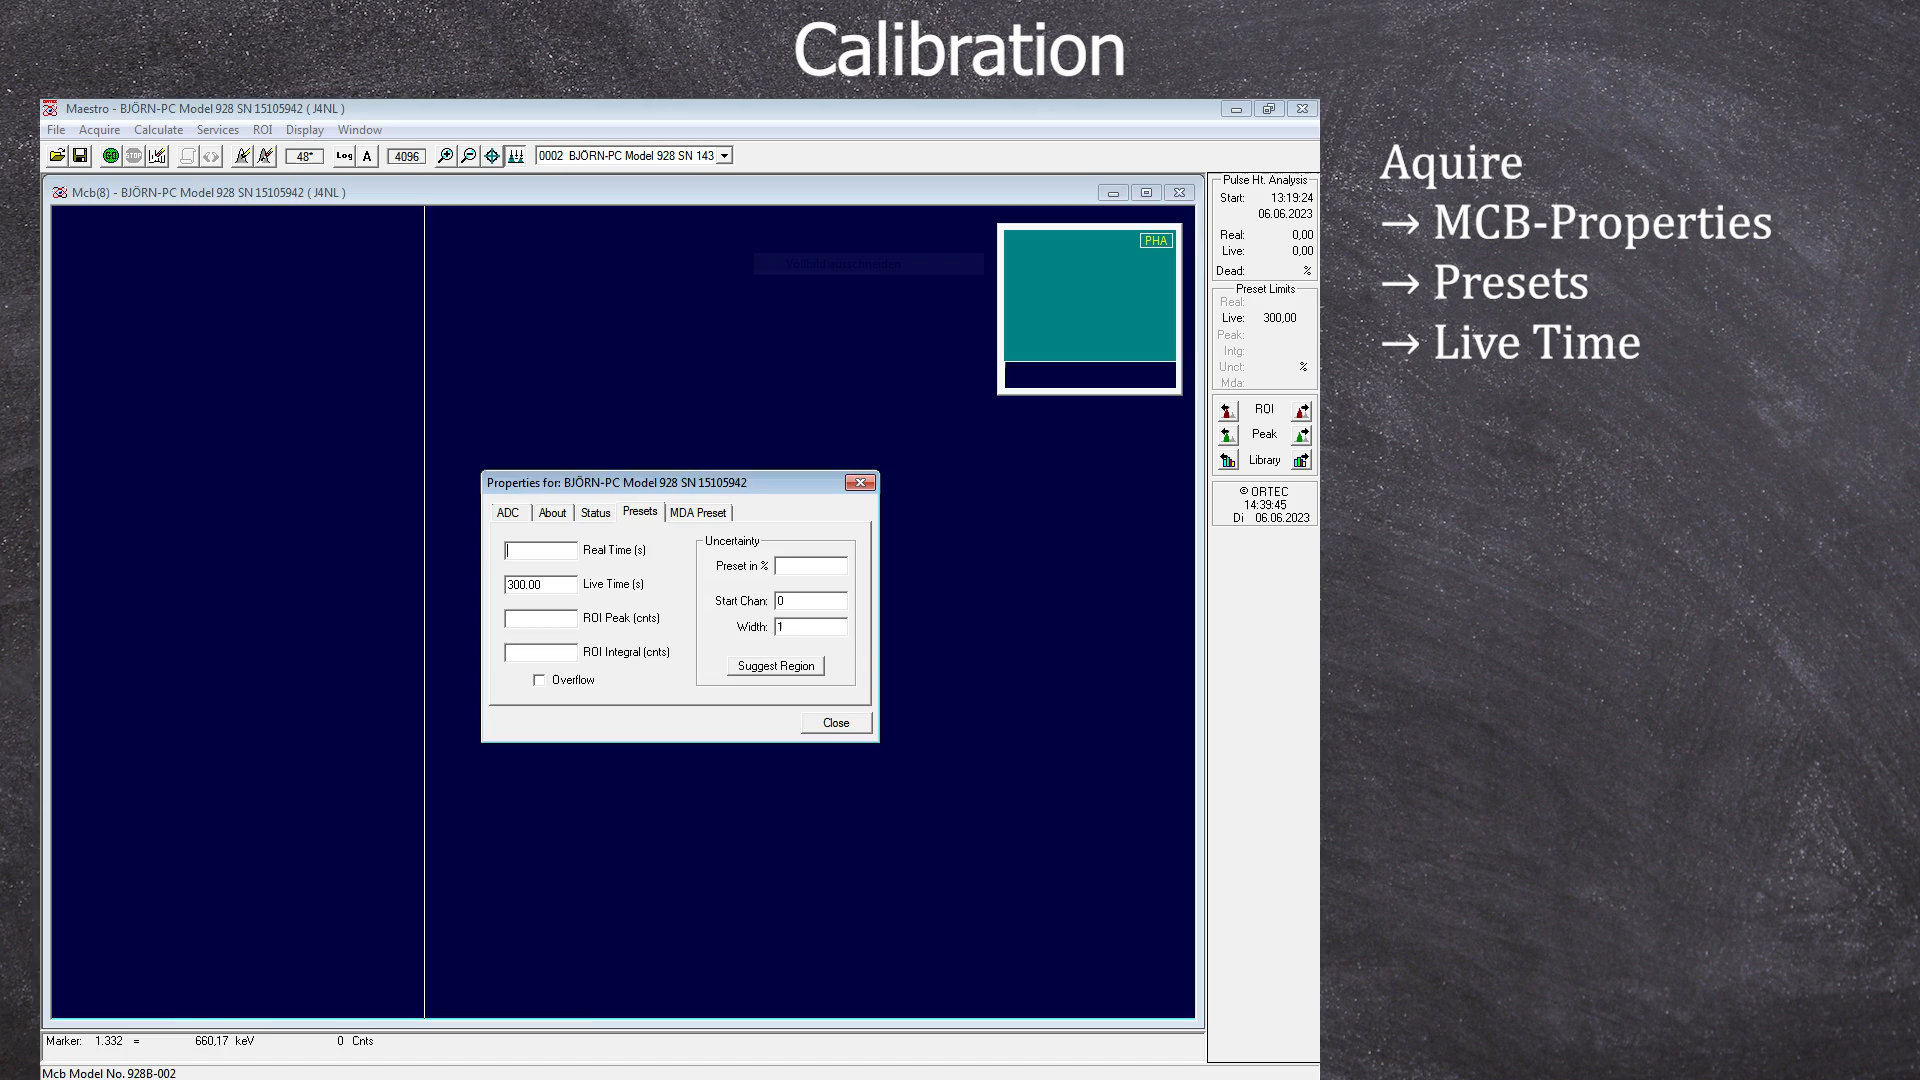 Calibration
Maestro - BJÖRN-PC Model 928 SN 15105942 ( J4NL )
File Acquire Calculate Services ROI Display Window
GO STOP 48* Log A 4096 0002 BJÖRN-PC Model 928 SN 143
Mcb(8) - BJÖRN-PC Model 928 SN 15105942 ( J4NL )
PHA
Vollbild ausschneiden
Pulse Ht. Analysis
Start: 13:19:24
06.06.2023
Real: 0,00
Live: 0,00
Dead: %
Preset Limits
Real:
Live: 300,00
Peak:
Intg:
Unct: %
Mda:
ROI
Peak
Library
© ORTEC
14:39:45
Di 06.06.2023
Properties for: BJÖRN-PC Model 928 SN 15105942
ADC About Status Presets MDA Preset
Real Time (s)
300.00 Live Time (s)
ROI Peak (cnts)
ROI Integral (cnts)
Overflow
Uncertainty
Preset in %
Start Chan: 0
Width: 1
Suggest Region
Close
Marker: 1.332 = 660,17 keV 0 Cnts
Mcb Model No. 928B-002
Aquire
→ MCB-Properties
→ Presets
→ Live Time